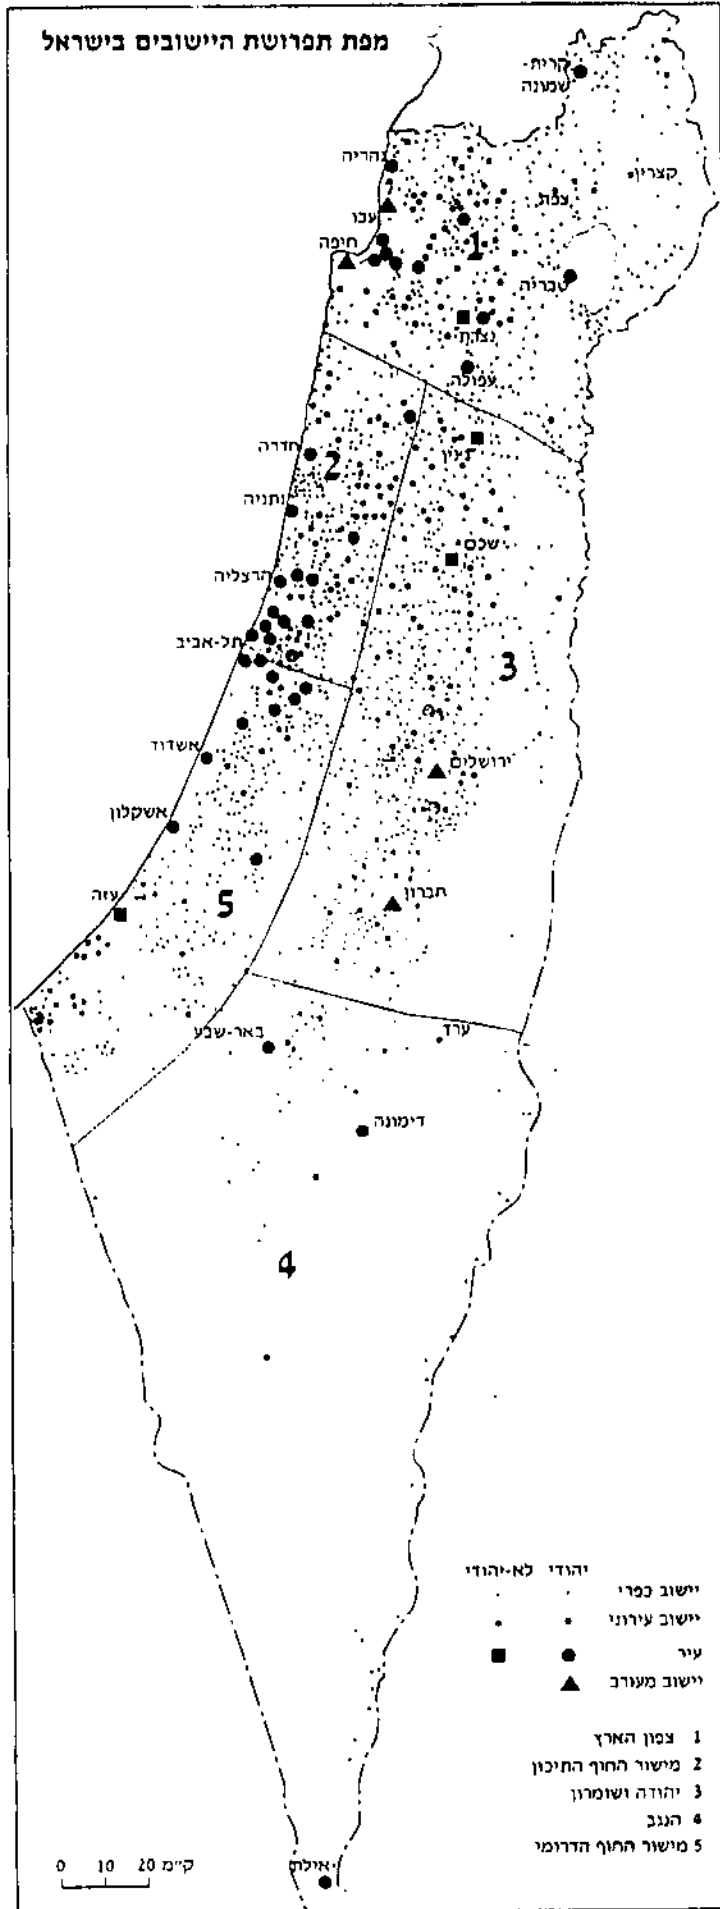 מפת תפרושת היישובים בישראל
קרית-
שמונה
נהריה
קצרין
צפת
עכו
1
חיפה
טבריה
נצרת
עפולה
ג'נין
חדרה
2
נתניה
שכם
הרצליה
תל-אביב
3
ירושלים
אשדוד
אשקלון
חברון
עזה
5
באר-שבע
ערד
דימונה
4
יהודי לא-יהודי
יישוב כפרי
יישוב עירוני
עיר
יישוב מעורב
1 צפון הארץ
2 מישור החוף התיכון
3 יהודה ושומרון
4 הנגב
5 מישור החוף הדרומי
0 10 20 ק"מ
אילת